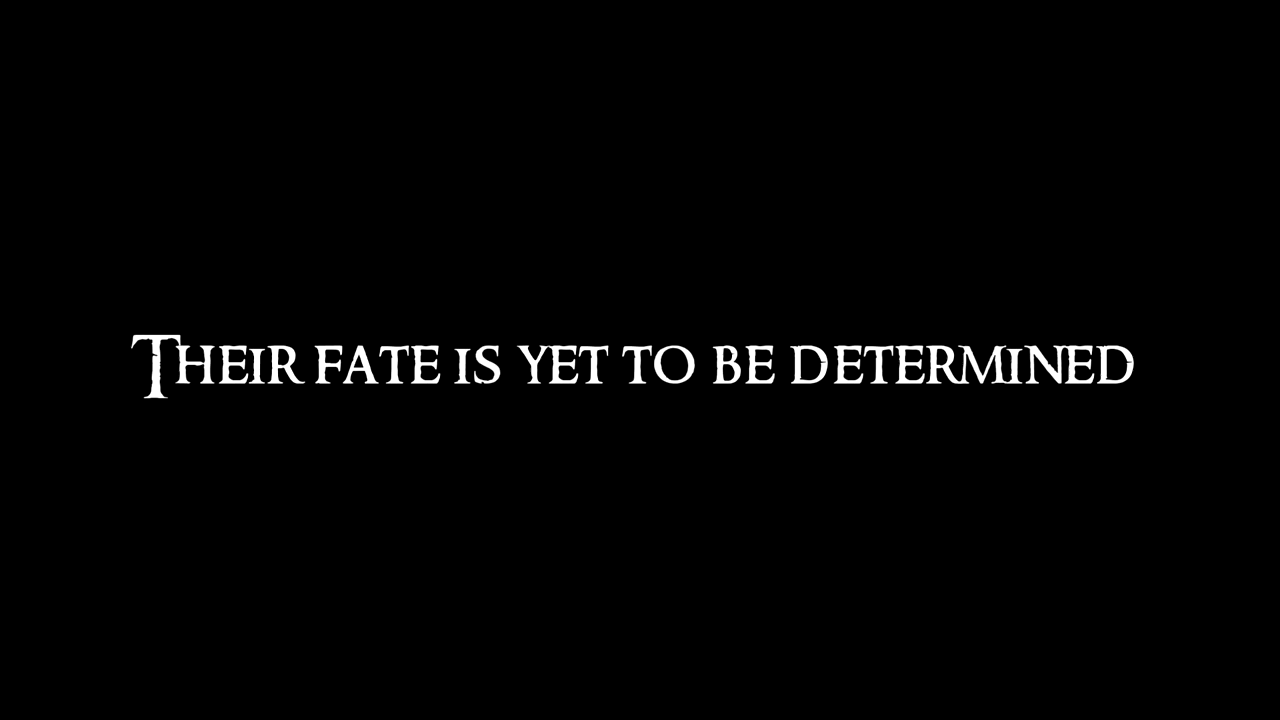 Their fate is yet to be determined